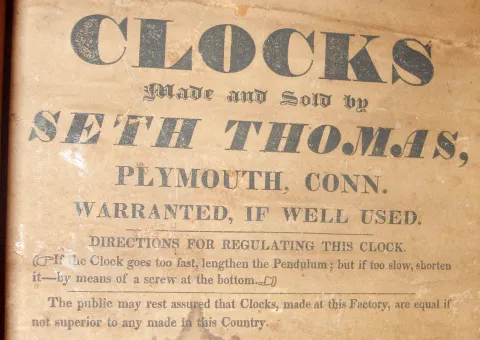 CLOCKS
Made and Sold by
SETH THOMAS,
PLYMOUTH, CONN.
WARRANTED, IF WELL USED.
DIRECTIONS FOR REGULATING THIS CLOCK.
☞If the Clock goes too fast, lengthen the Pendulum; but if too slow, shorten
it—by means of a screw at the bottom.☜
The public may rest assured that Clocks, made at this Factory, are equal if
not superior to any made in this Country.